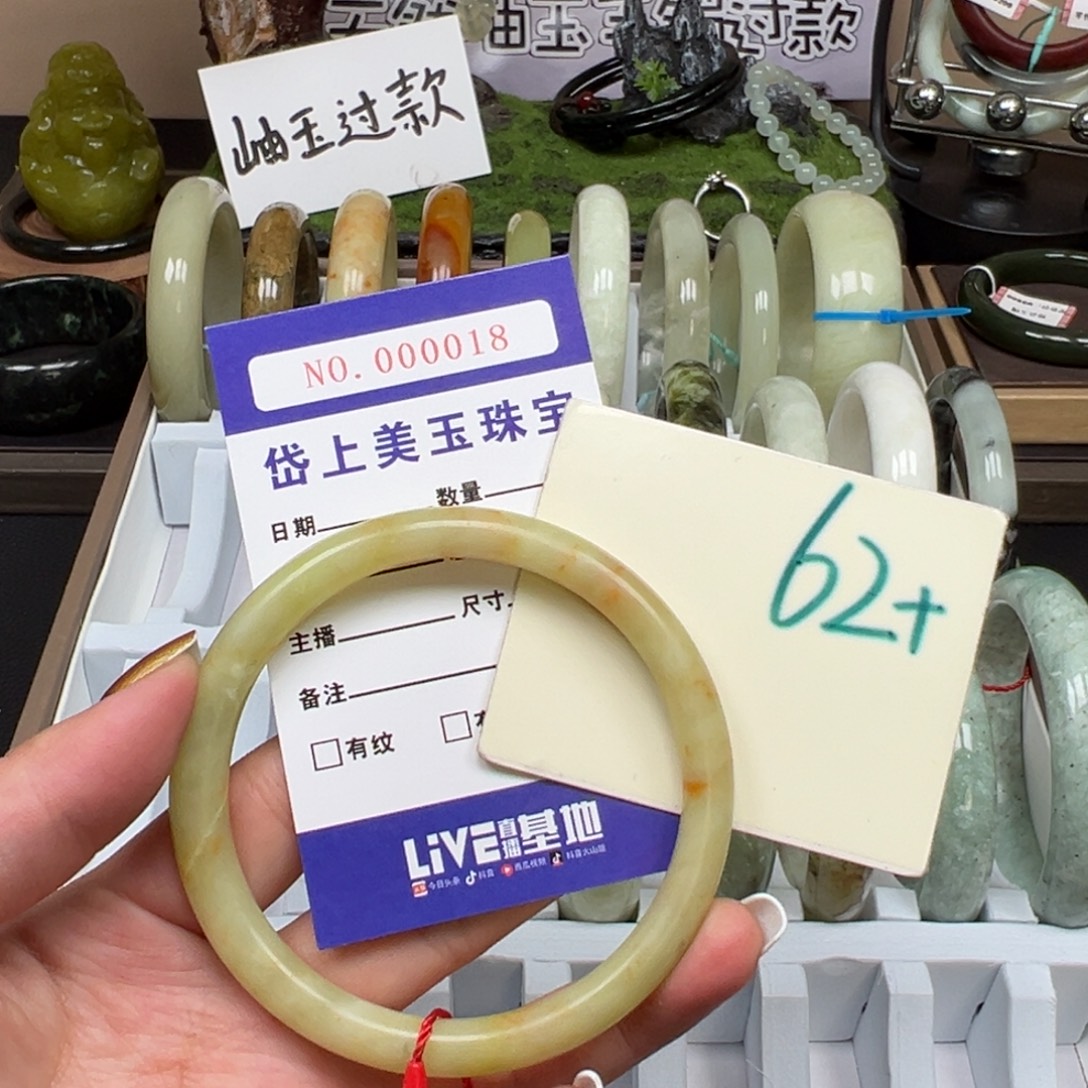 岫玉过款
NO.000018
岱上美玉珠宝
数量
日期
尺寸
主播
备注
62+
□有纹
□
LiVE直播基地
今日头条 抖音 西瓜视频 抖音火山版